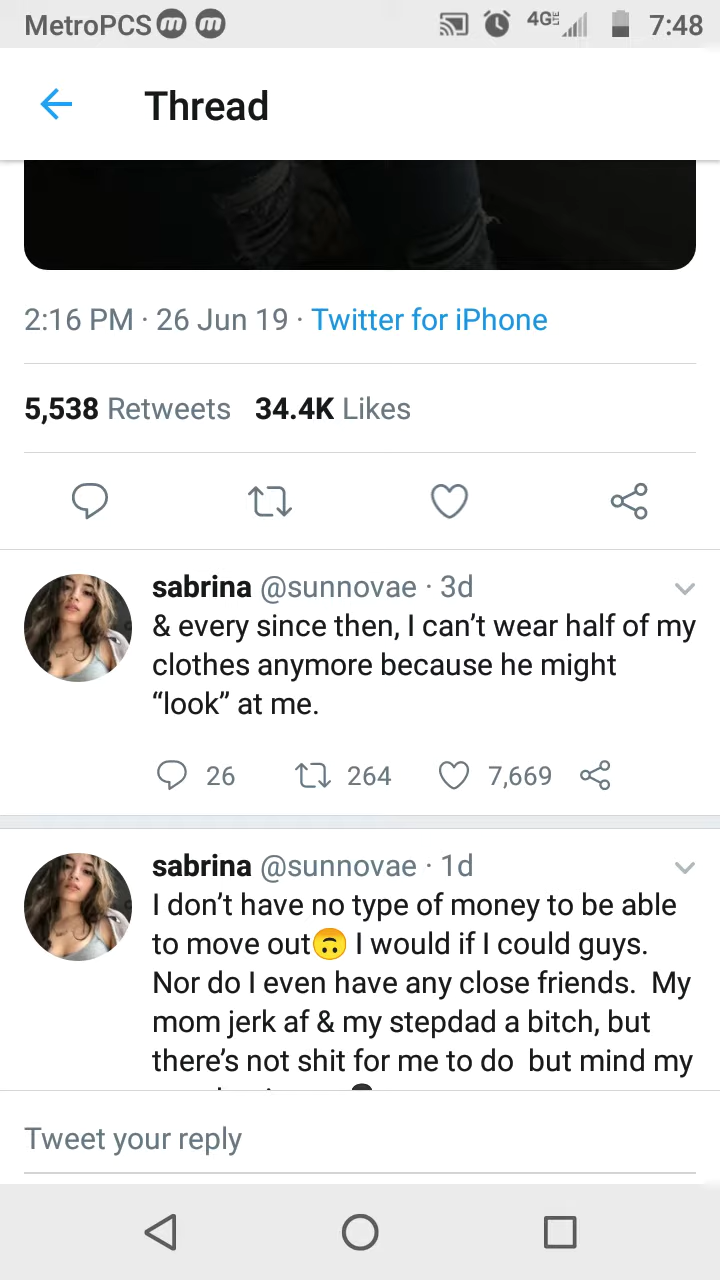 MetroPCS m m 4G LTE 7:48
Thread
2:16 PM · 26 Jun 19 · Twitter for iPhone
5,538 Retweets 34.4K Likes
sabrina @sunnovae · 3d
& every since then, I can’t wear half of my
clothes anymore because he might
“look” at me.
26 264 7,669
sabrina @sunnovae · 1d
I don’t have no type of money to be able
to move out🙃 I would if I could guys.
Nor do I even have any close friends. My
mom jerk af & my stepdad a bitch, but
there’s not shit for me to do but mind my
Tweet your reply